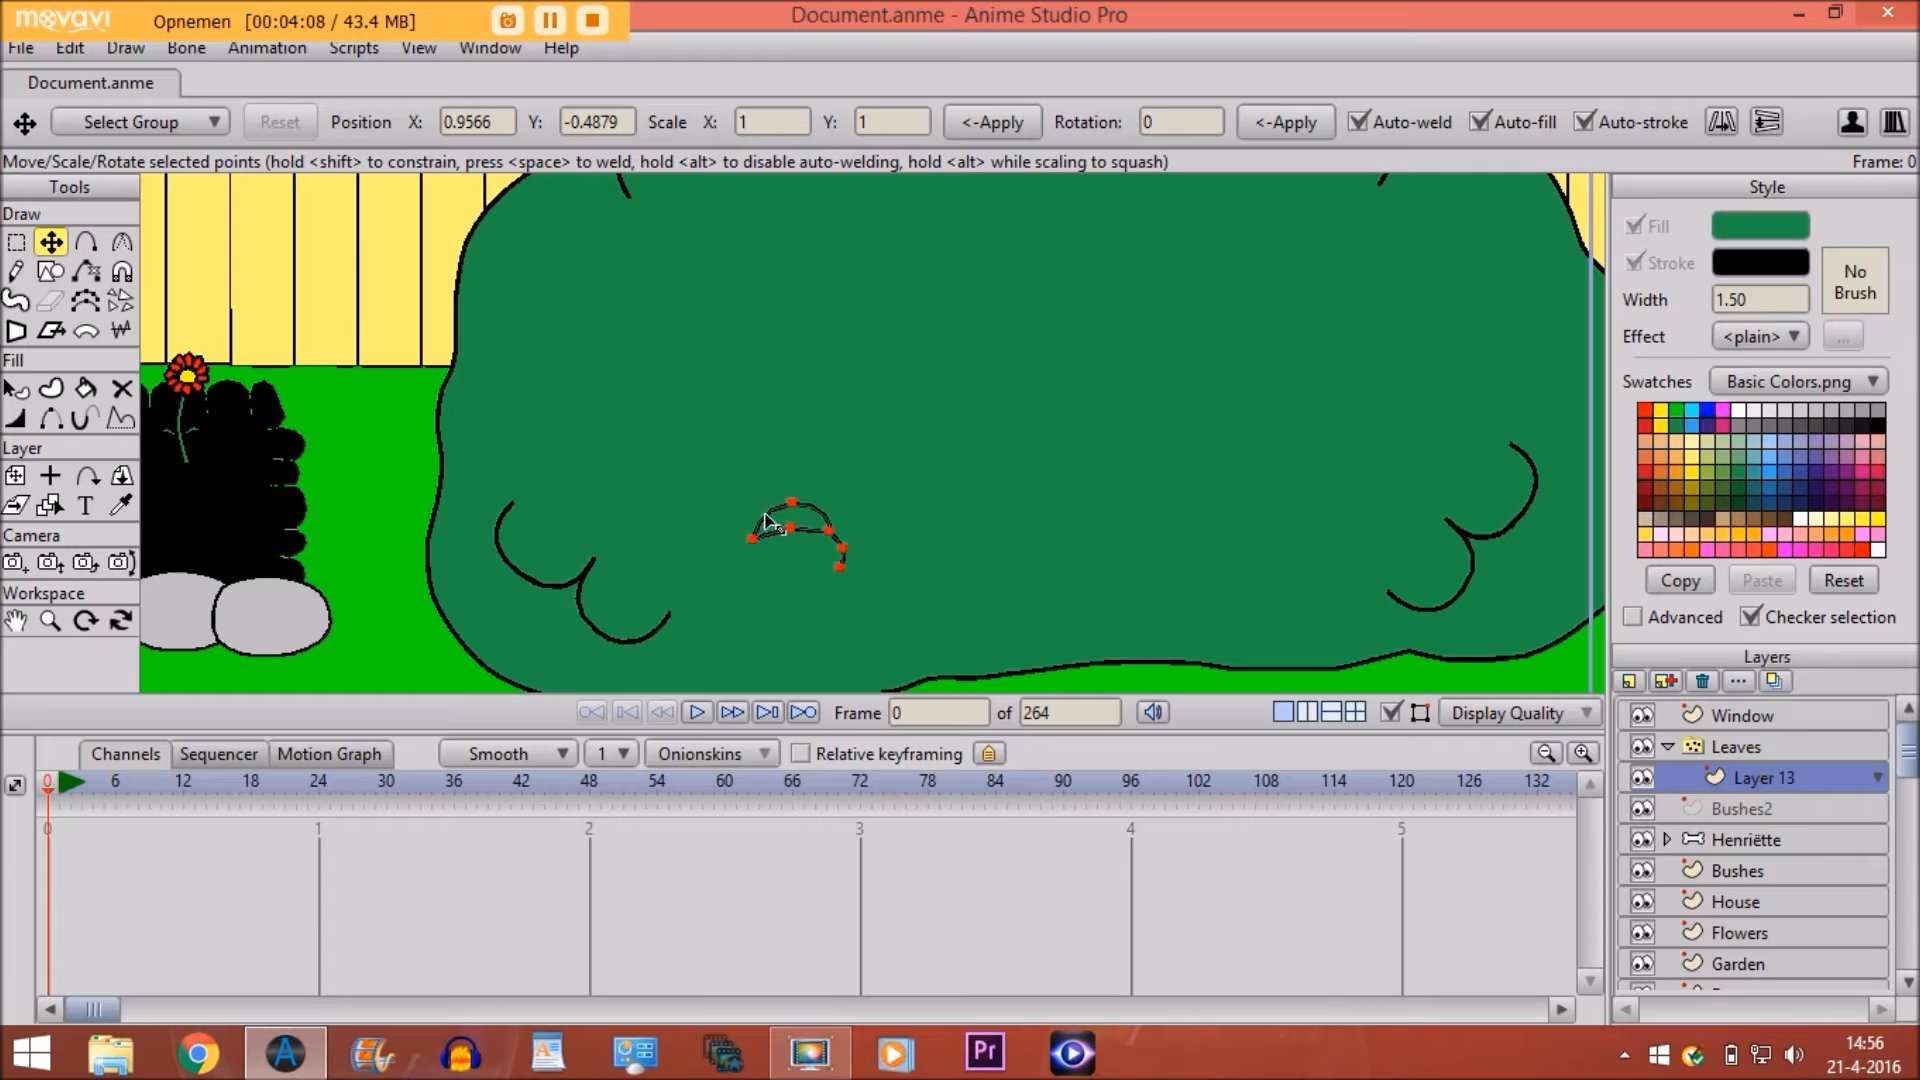 movavi Opnemen [00:04:08 / 43.4 MB] Document.anme - Anime Studio Pro
File Edit Draw Bone Animation Scripts View Window Help
Document.anme
Select Group Reset Position X: 0.9566 Y: -0.4879 Scale X: 1 Y: 1 <-Apply Rotation: 0 <-Apply Auto-weld Auto-fill Auto-stroke
Move/Scale/Rotate selected points (hold <shift> to constrain, press <space> to weld, hold <alt> to disable auto-welding, hold <alt> while scaling to squash) Frame: 0
Tools
Draw
Fill
Layer
T
Camera
Workspace
Style
Fill
Stroke
No
Brush
Width 1.50
Effect <plain> ...
Swatches Basic Colors.png
Copy Paste Reset
Advanced Checker selection
Layers
Window
Leaves
Layer 13
Bushes2
Henriëtte
Bushes
House
Flowers
Garden
Frame 0 of 264 Display Quality
Channels Sequencer Motion Graph Smooth 1 Onionskins Relative keyframing
0 6 12 18 24 30 36 42 48 54 60 66 72 78 84 90 96 102 108 114 120 126 132
0 1 2 3 4 5
Pr
14:56
21-4-2016